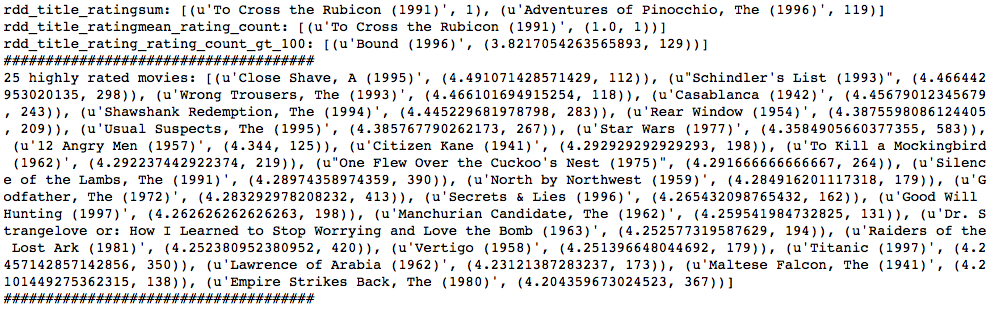 rdd_title_ratingsum: [(u'To Cross the Rubicon (1991)', 1), (u'Adventures of Pinocchio, The (1996)', 119)]
rdd_title_ratingmean_rating_count: [(u'To Cross the Rubicon (1991)', (1.0, 1))]
rdd_title_rating_rating_count_gt_100: [(u'Bound (1996)', (3.8217054263565893, 129))]
#####################################
25 highly rated movies: [(u'Close Shave, A (1995)', (4.491071428571429, 112)), (u"Schindler's List (1993)", (4.466442
953020135, 298)), (u'Wrong Trousers, The (1993)', (4.466101694915254, 118)), (u'Casablanca (1942)', (4.45679012345679
, 243)), (u'Shawshank Redemption, The (1994)', (4.445229681978798, 283)), (u'Rear Window (1954)', (4.3875598086124405
, 209)), (u'Usual Suspects, The (1995)', (4.385767790262173, 267)), (u'Star Wars (1977)', (4.3584905660377355, 583)),
(u'12 Angry Men (1957)', (4.344, 125)), (u'Citizen Kane (1941)', (4.292929292929293, 198)), (u'To Kill a Mockingbird
(1962)', (4.292237442922374, 219)), (u"One Flew Over the Cuckoo's Nest (1975)", (4.291666666666667, 264)), (u'Silenc
e of the Lambs, The (1991)', (4.28974358974359, 390)), (u'North by Northwest (1959)', (4.284916201117318, 179)), (u'G
odfather, The (1972)', (4.283292978208232, 413)), (u'Secrets & Lies (1996)', (4.265432098765432, 162)), (u'Good Will
Hunting (1997)', (4.262626262626263, 198)), (u'Manchurian Candidate, The (1962)', (4.259541984732825, 131)), (u'Dr. S
trangelove or: How I Learned to Stop Worrying and Love the Bomb (1963)', (4.252577319587629, 194)), (u'Raiders of the
Lost Ark (1981)', (4.252380952380952, 420)), (u'Vertigo (1958)', (4.251396648044692, 179)), (u'Titanic (1997)', (4.2
457142857142856, 350)), (u'Lawrence of Arabia (1962)', (4.23121387283237, 173)), (u'Maltese Falcon, The (1941)', (4.2
101449275362315, 138)), (u'Empire Strikes Back, The (1980)', (4.204359673024523, 367))]
#####################################